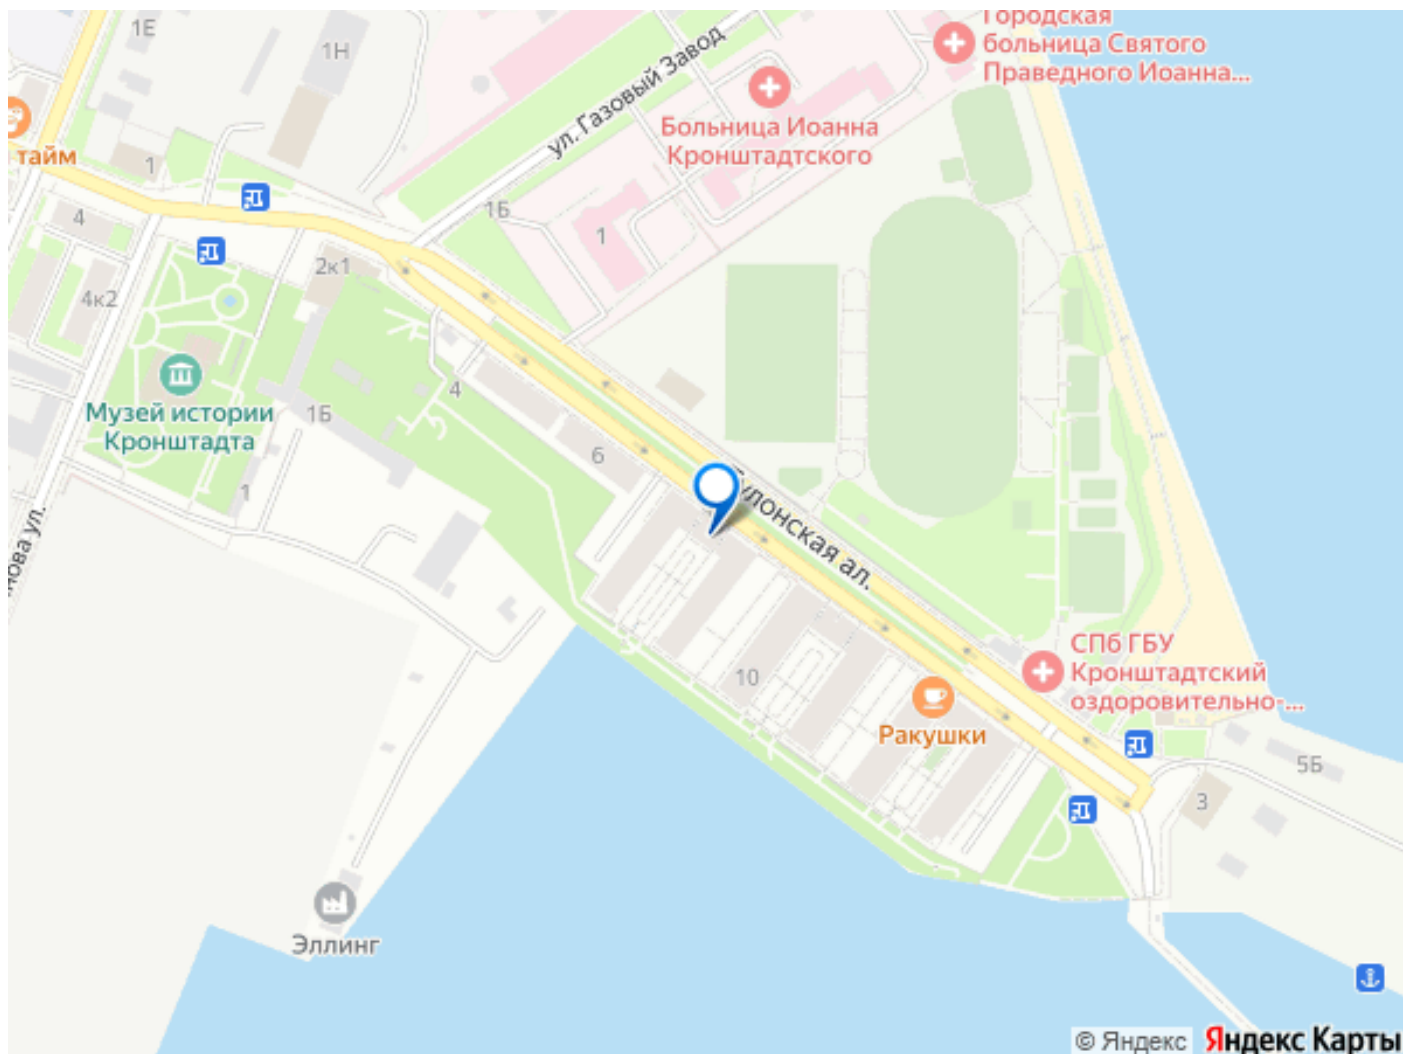 1Е
1Н
ул. Газовый Завод
Городская
больница Святого
Праведного Иоанна...
Больница Иоанна
Кронштадтского
тайм
1
4
1Б
1
2к1
4к2
Музей истории
Кронштадта
1Б
4
6
1
улонская ал.
нова ул.
10
СПб ГБУ
Кронштадтский
оздоровительно-...
Ракушки
5Б
3
Эллинг
© Яндекс Яндекс Карты